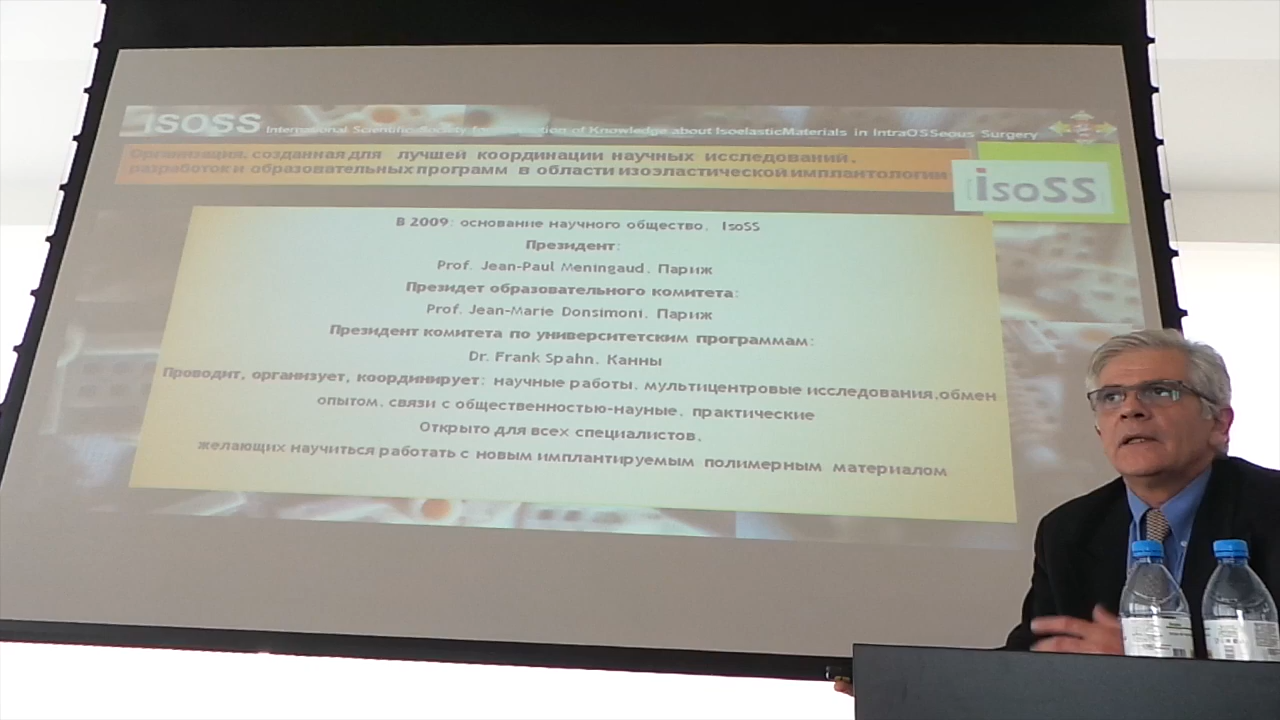 ISOSS International Scientific Society for of Knowledge about IsoelasticMaterials in IntraOSSeous Surgery
Организация, созданная для лучшей координации научных исследований,
разработок и образовательных программ в области изоэластической имплантологии
isoSS
В 2009: основание научного общество, IsoSS
Президент:
Prof. Jean-Paul Meningaud. Париж
Президет образовательного комитета:
Prof. Jean-Marie Donsimoni. Париж
Президент комитета по университетским программам:
Dr. Frank Spahn. Канны
Проводит, организует, координирует: научные работы, мультицентровые исследования,обмен
опытом, связи с общественностью-науные, практические
Открыто для всех специалистов,
желающих научиться работать с новым имплантируемым полимерным материалом